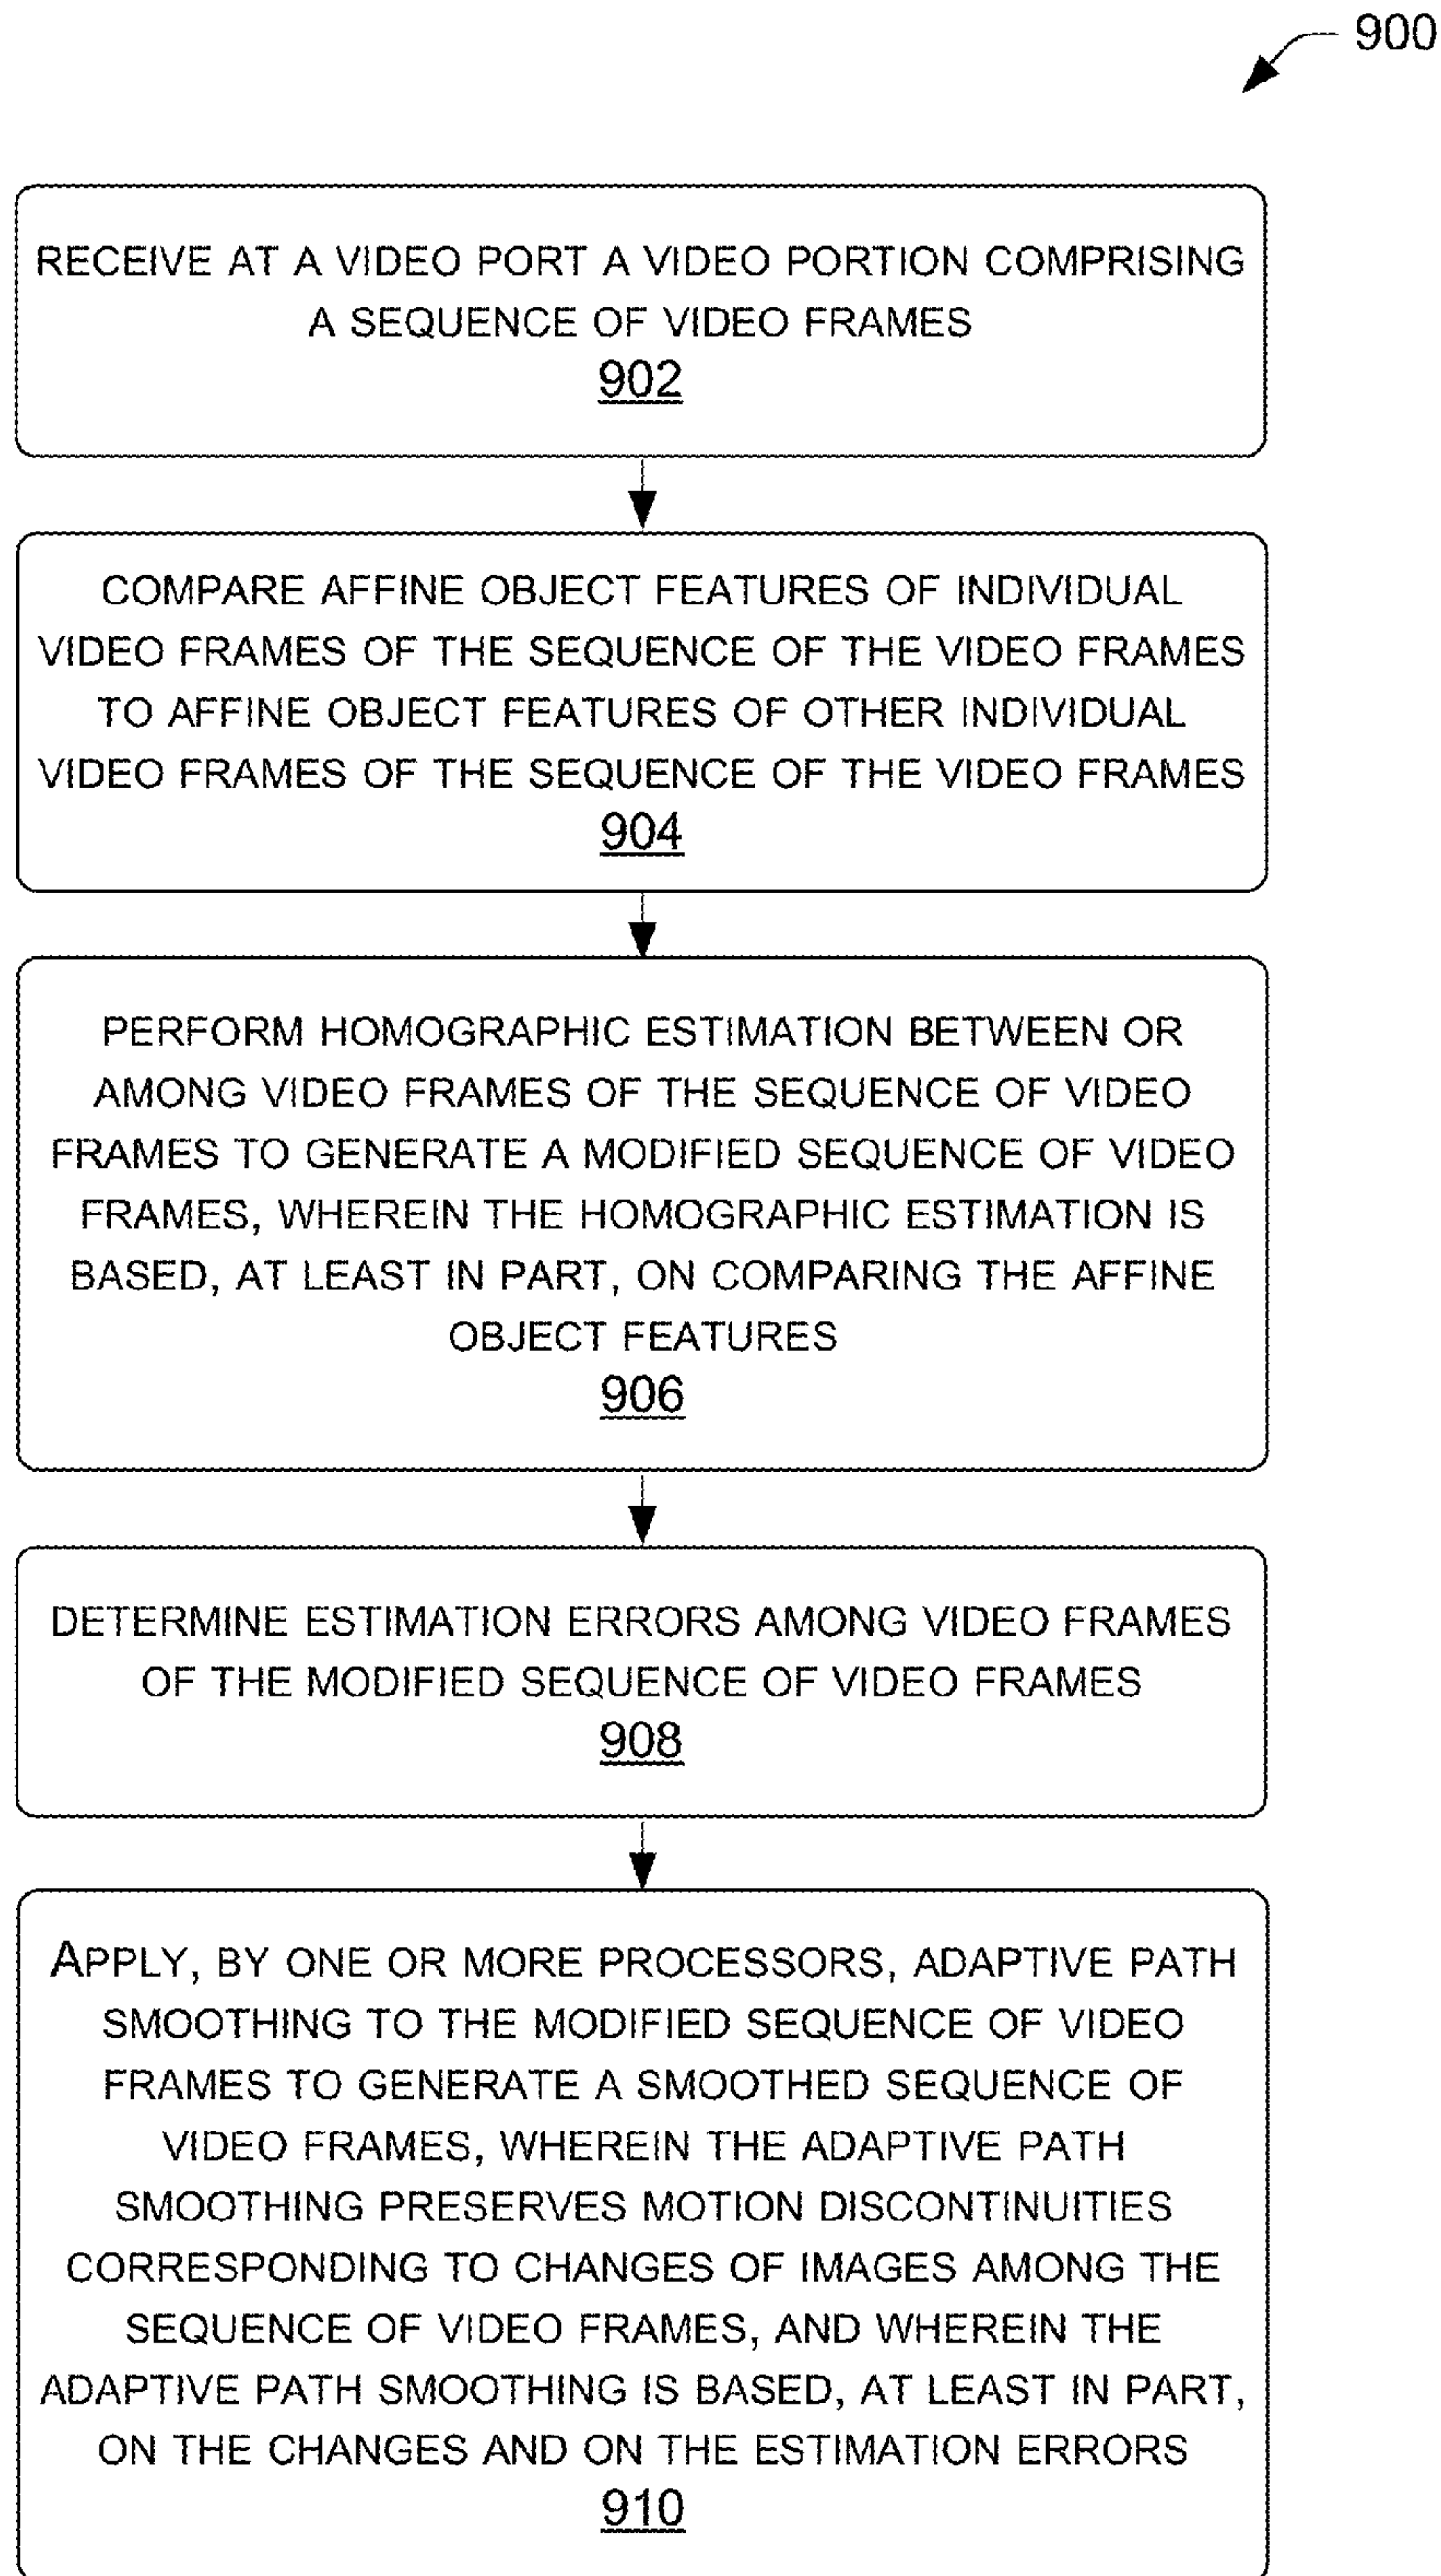 900
RECEIVE AT A VIDEO PORT A VIDEO PORTION COMPRISING
A SEQUENCE OF VIDEO FRAMES
902
COMPARE AFFINE OBJECT FEATURES OF INDIVIDUAL
VIDEO FRAMES OF THE SEQUENCE OF THE VIDEO FRAMES
TO AFFINE OBJECT FEATURES OF OTHER INDIVIDUAL
VIDEO FRAMES OF THE SEQUENCE OF THE VIDEO FRAMES
904
PERFORM HOMOGRAPHIC ESTIMATION BETWEEN OR
AMONG VIDEO FRAMES OF THE SEQUENCE OF VIDEO
FRAMES TO GENERATE A MODIFIED SEQUENCE OF VIDEO
FRAMES, WHEREIN THE HOMOGRAPHIC ESTIMATION IS
BASED, AT LEAST IN PART, ON COMPARING THE AFFINE
OBJECT FEATURES
906
DETERMINE ESTIMATION ERRORS AMONG VIDEO FRAMES
OF THE MODIFIED SEQUENCE OF VIDEO FRAMES
908
APPLY, BY ONE OR MORE PROCESSORS, ADAPTIVE PATH
SMOOTHING TO THE MODIFIED SEQUENCE OF VIDEO
FRAMES TO GENERATE A SMOOTHED SEQUENCE OF
VIDEO FRAMES, WHEREIN THE ADAPTIVE PATH
SMOOTHING PRESERVES MOTION DISCONTINUITIES
CORRESPONDING TO CHANGES OF IMAGES AMONG THE
SEQUENCE OF VIDEO FRAMES, AND WHEREIN THE
ADAPTIVE PATH SMOOTHING IS BASED, AT LEAST IN PART,
ON THE CHANGES AND ON THE ESTIMATION ERRORS
910